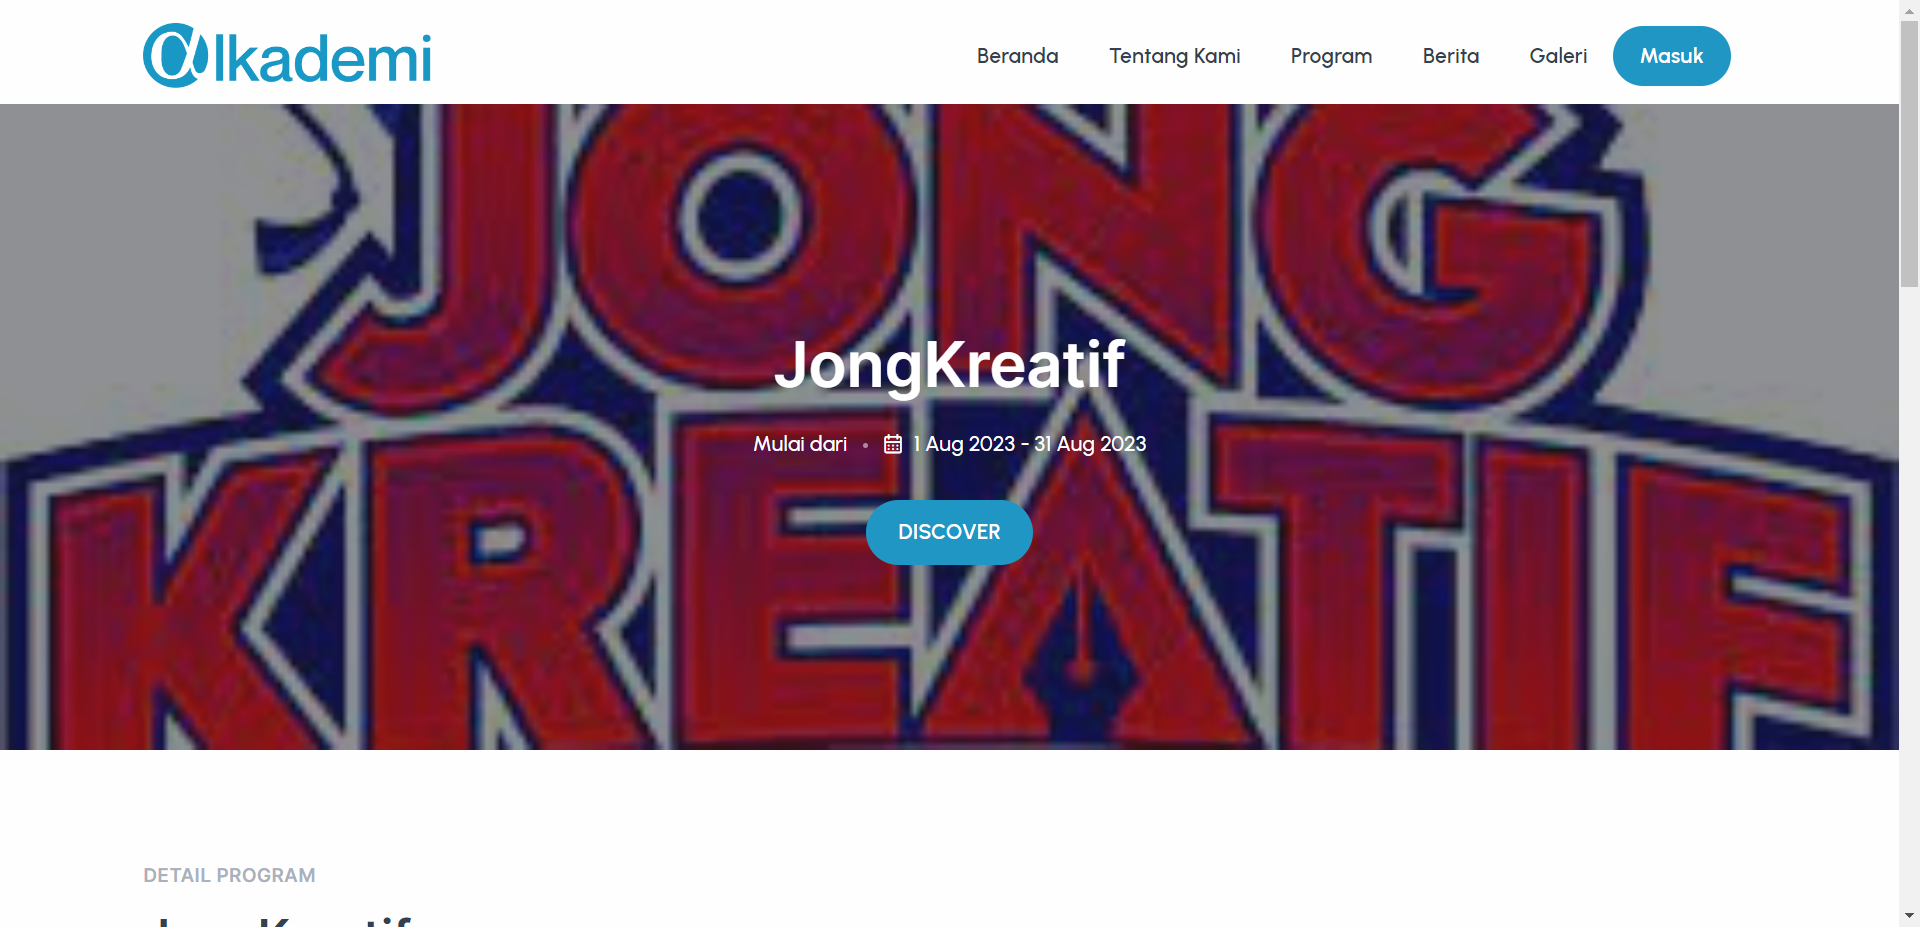 @lkademi
Beranda Tentang Kami Program Berita Galeri Masuk
JONG
KREATIF
JongKreatif
Mulai dari • 1 Aug 2023 - 31 Aug 2023
DISCOVER
DETAIL PROGRAM
JongKreatif